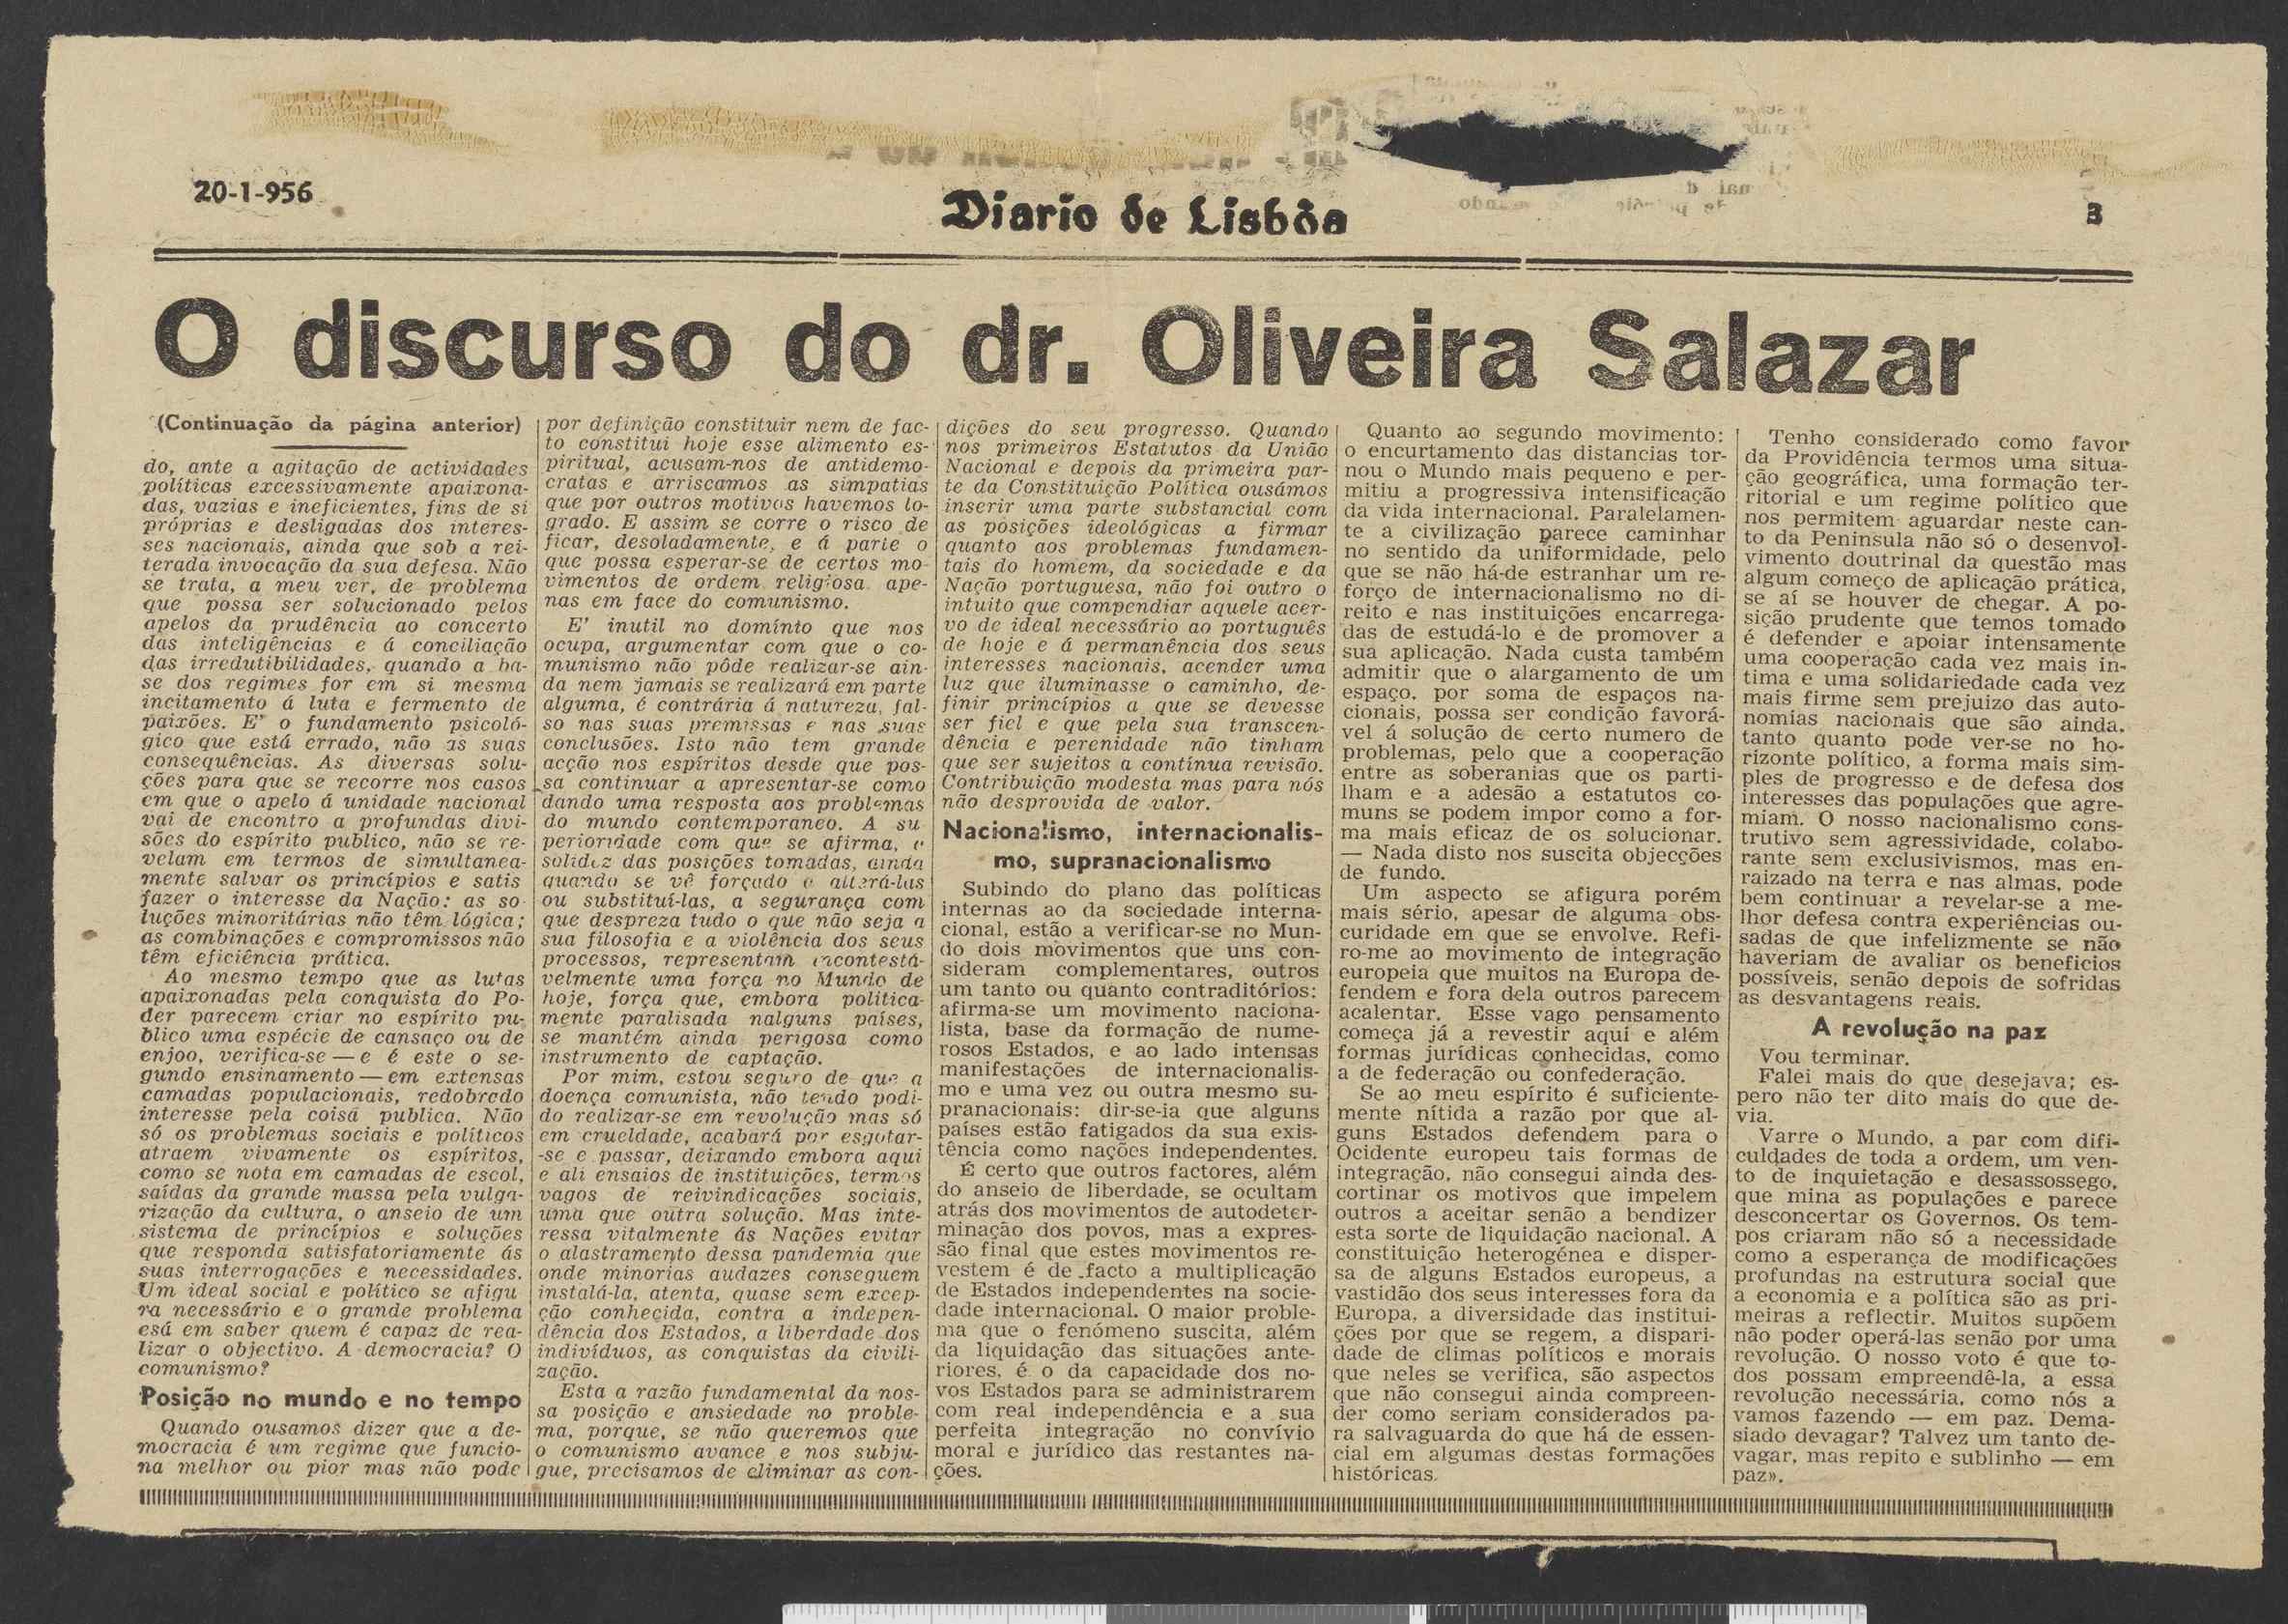 20-1-956
Diario de Lisbôa
3
O discurso do dr. Oliveira Salazar
(Continuação da página anterior)
do, ante a agitação de actividades
políticas excessivamente apaixona-
das, vazias e ineficientes, fins de si
próprias e desligadas dos interes-
ses nacionais, ainda que sob a rei-
terada invocação da sua defesa. Não
se trata, a meu ver, de problema
que possa ser solucionado pelos
apelos da prudência ao concerto
das inteligências e á conciliação
das irredutibilidades, quando a ba-
se dos regimes for em si mesma
incitamento á luta e fermento de
paixões. E' o fundamento psicoló-
gico que está errado, não as suas
consequências. As diversas solu-
ções para que se recorre nos casos
em que o apelo á unidade nacional
vai de encontro a profundas divi-
sões do espírito publico, não se re-
velam em termos de simultanea-
mente salvar os princípios e satis
fazer o interesse da Nação: as so
luções minoritárias não têm lógica;
as combinações e compromissos não
têm eficiência prática.
Ao mesmo tempo que as lutas
apaixonadas pela conquista do Po-
der parecem criar no espírito pu-
blico uma espécie de cansaço ou de
enjoo, verifica-se — e é este o se-
gundo ensinamento — em extensas
camadas populacionais, redobrado
interesse pela coisa publica. Não
só os problemas sociais e políticos
atraem vivamente os espíritos,
como se nota em camadas de escol,
saídas da grande massa pela vulga-
rização da cultura, o anseio de um
sistema de princípios e soluções
que responda satisfatoriamente ás
suas interrogações e necessidades.
Um ideal social e político se afigu
ra necessário e o grande problema
esá em saber quem é capaz de rea-
lizar o objectivo. A democracia? O
comunismo?
Posição no mundo e no tempo
Quando ousamos dizer que a de-
mocracia é um regime que funcio-
na melhor ou pior mas não pode
por definição constituir nem de fac-
to constitui hoje esse alimento es-
piritual, acusam-nos de antidemo-
cratas e arriscamos as simpatias
que por outros motivos havemos lo-
grado. E assim se corre o risco de
ficar, desoladamente, e á parte o
que possa esperar-se de certos mo-
vimentos de ordem religiosa ape-
nas em face do comunismo.
E' inutil no domínto que nos
ocupa, argumentar com que o co-
munismo não pôde realizar-se ain-
da nem jamais se realizará em parte
alguma, é contrária á natureza, fal-
so nas suas premissas e nas suas
conclusões. Isto não tem grande
acção nos espíritos desde que pos-
sa continuar a apresentar-se como
dando uma resposta aos problemas
do mundo contemporaneo. A su
perioridade com que se afirma, a
solidez das posições tomadas, ainda
quando se vê forçado a alterá-las
ou substituí-las, a segurança com
que despreza tudo o que não seja a
sua filosofia e a violência dos seus
processos, representam incontestá-
velmente uma força no Mundo de
hoje, força que, embora politica-
mente paralisada nalguns países,
se mantém ainda perigosa como
instrumento de captação.
Por mim, estou seguro de que a
doença comunista, não tendo podi-
do realizar-se em revolução mas só
em crueldade, acabará por esgotar-
-se e passar, deixando embora aqui
e ali ensaios de instituições, termos
vagos de reivindicações sociais,
uma que outra solução. Mas inte-
ressa vitalmente ás Nações evitar
o alastramento dessa pandemia que
onde minorias audazes conseguem
instalá-la, atenta, quase sem excep-
ção conhecida, contra a indepen-
dência dos Estados, a liberdade dos
indivíduos, as conquistas da civili-
zação.
Esta a razão fundamental da nos-
sa posição e ansiedade no proble-
ma, porque, se não queremos que
o comunismo avance e nos subju-
gue, precisamos de eliminar as con-
dições do seu progresso. Quando
nos primeiros Estatutos da União
Nacional e depois da primeira par-
te da Constituição Política ousámos
inserir uma parte substancial com
as posições ideológicas a firmar
quanto aos problemas fundamen-
tais do homem, da sociedade e da
Nação portuguesa, não foi outro o
intuito que compendiar aquele acer-
vo de ideal necessário ao português
de hoje e á permanência dos seus
interesses nacionais, acender uma
luz que iluminasse o caminho, de-
finir princípios a que se devesse
ser fiel e que pela sua transcen-
dência e perenidade não tinham
que ser sujeitos a contínua revisão.
Contribuição modesta mas para nós
não desprovida de valor.
Nacionalismo, internacionalis-
mo, supranacionalismo
Subindo do plano das políticas
internas ao da sociedade interna-
cional, estão a verificar-se no Mun-
do dois movimentos que uns con-
sideram complementares, outros
um tanto ou quanto contraditórios:
afirma-se um movimento naciona-
lista, base da formação de nume-
rosos Estados, e ao lado intensas
manifestações de internacionalis-
mo e uma vez ou outra mesmo su-
pranacionais: dir-se-ia que alguns
países estão fatigados da sua exis-
tência como nações independentes.
É certo que outros factores, além
do anseio de liberdade, se ocultam
atrás dos movimentos de autodeter-
minação dos povos, mas a expres-
são final que estes movimentos re-
vestem é de facto a multiplicação
de Estados independentes na socie-
dade internacional. O maior proble-
ma que o fenómeno suscita, além
da liquidação das situações ante-
riores, é o da capacidade dos no-
vos Estados para se administrarem
com real independência e a sua
perfeita integração no convívio
moral e jurídico das restantes na-
ções.
Quanto ao segundo movimento:
o encurtamento das distancias tor-
nou o Mundo mais pequeno e per-
mitiu a progressiva intensificação
da vida internacional. Paralelamen-
te a civilização parece caminhar
no sentido da uniformidade, pelo
que se não há-de estranhar um re-
forço de internacionalismo no di-
reito e nas instituições encarrega-
das de estudá-lo e de promover a
sua aplicação. Nada custa também
admitir que o alargamento de um
espaço, por soma de espaços na-
cionais, possa ser condição favorá-
vel á solução de certo numero de
problemas, pelo que a cooperação
entre as soberanias que os parti-
lham e a adesão a estatutos co-
muns se podem impor como a for-
ma mais eficaz de os solucionar.
— Nada disto nos suscita objecções
de fundo.
Um aspecto se afigura porém
mais sério, apesar de alguma obs-
curidade em que se envolve. Refi-
ro-me ao movimento de integração
europeia que muitos na Europa de-
fendem e fora dela outros parecem
acalentar. Esse vago pensamento
começa já a revestir aqui e além
formas jurídicas conhecidas, como
a de federação ou confederação.
Se ao meu espírito é suficiente-
mente nítida a razão por que al-
guns Estados defendem para o
Ocidente europeu tais formas de
integração, não consegui ainda des-
cortinar os motivos que impelem
outros a aceitar senão a bendizer
esta sorte de liquidação nacional. A
constituição heterogénea e disper-
sa de alguns Estados europeus, a
vastidão dos seus interesses fora da
Europa, a diversidade das institui-
ções por que se regem, a dispari-
dade de climas políticos e morais
que neles se verifica, são aspectos
que não consegui ainda compreen-
der como seriam considerados pa-
ra salvaguarda do que há de essen-
cial em algumas destas formações
históricas.
Tenho considerado como favor
da Providência termos uma situa-
ção geográfica, uma formação ter-
ritorial e um regime político que
nos permitem aguardar neste can-
to da Peninsula não só o desenvol-
vimento doutrinal da questão mas
algum começo de aplicação prática,
se aí se houver de chegar. A po-
sição prudente que temos tomado
é defender e apoiar intensamente
uma cooperação cada vez mais in-
tima e uma solidariedade cada vez
mais firme sem prejuizo das auto-
nomias nacionais que são ainda,
tanto quanto pode ver-se no ho-
rizonte político, a forma mais sim-
ples de progresso e de defesa dos
interesses das populações que agre-
miam. O nosso nacionalismo cons-
trutivo sem agressividade, colabo-
rante sem exclusivismos, mas en-
raizado na terra e nas almas, pode
bem continuar a revelar-se a me-
lhor defesa contra experiências ou-
sadas de que infelizmente se não
haveriam de avaliar os beneficios
possíveis, senão depois de sofridas
as desvantagens reais.
A revolução na paz
Vou terminar.
Falei mais do que desejava; es-
pero não ter dito mais do que de-
via.
Varre o Mundo, a par com difi-
culdades de toda a ordem, um ven-
to de inquietação e desassossego,
que mina as populações e parece
desconcertar os Governos. Os tem-
pos criaram não só a necessidade
como a esperança de modificações
profundas na estrutura social que
a economia e a política são as pri-
meiras a reflectir. Muitos supõem
não poder operá-las senão por uma
revolução. O nosso voto é que to-
dos possam empreendê-la, a essa
revolução necessária, como nós a
vamos fazendo — em paz. Dema-
siado devagar? Talvez um tanto de-
vagar, mas repito e sublinho — em
paz».